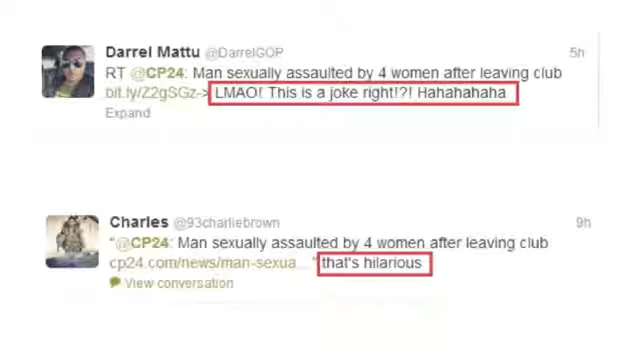 Darrel Mattu @DarrelGOP 5h
RT @CP24: Man sexually assaulted by 4 women after leaving club
bit.ly/Z2gSGz-> LMAO! This is a joke right!?! Hahahahaha
Expand
Charles @93charliebrown 9h
"@CP24: Man sexually assaulted by 4 women after leaving club
cp24.com/news/man-sexua... " that's hilarious
View conversation